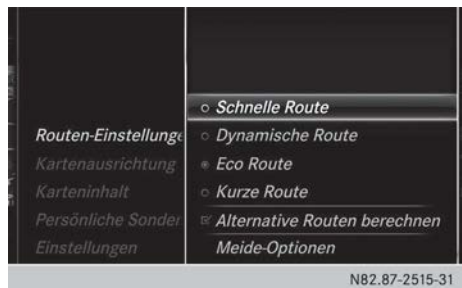 Schnelle Route
Routen-Einstellunge
Dynamische Route
Kartenausrichtung
Eco Route
Karteninhalt
Kurze Route
Persönliche Sonder
Alternative Routen berechnen
Einstellungen
Meide-Optionen
N82.87-2515-31